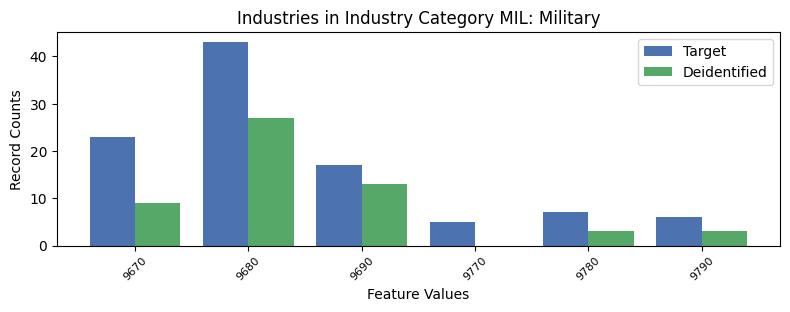 Industries in Industry Category MIL: Military
Target
Deidentified
Record Counts
40
30
20
10
0
9670 9680 9690 9770 9780 9790
Feature Values